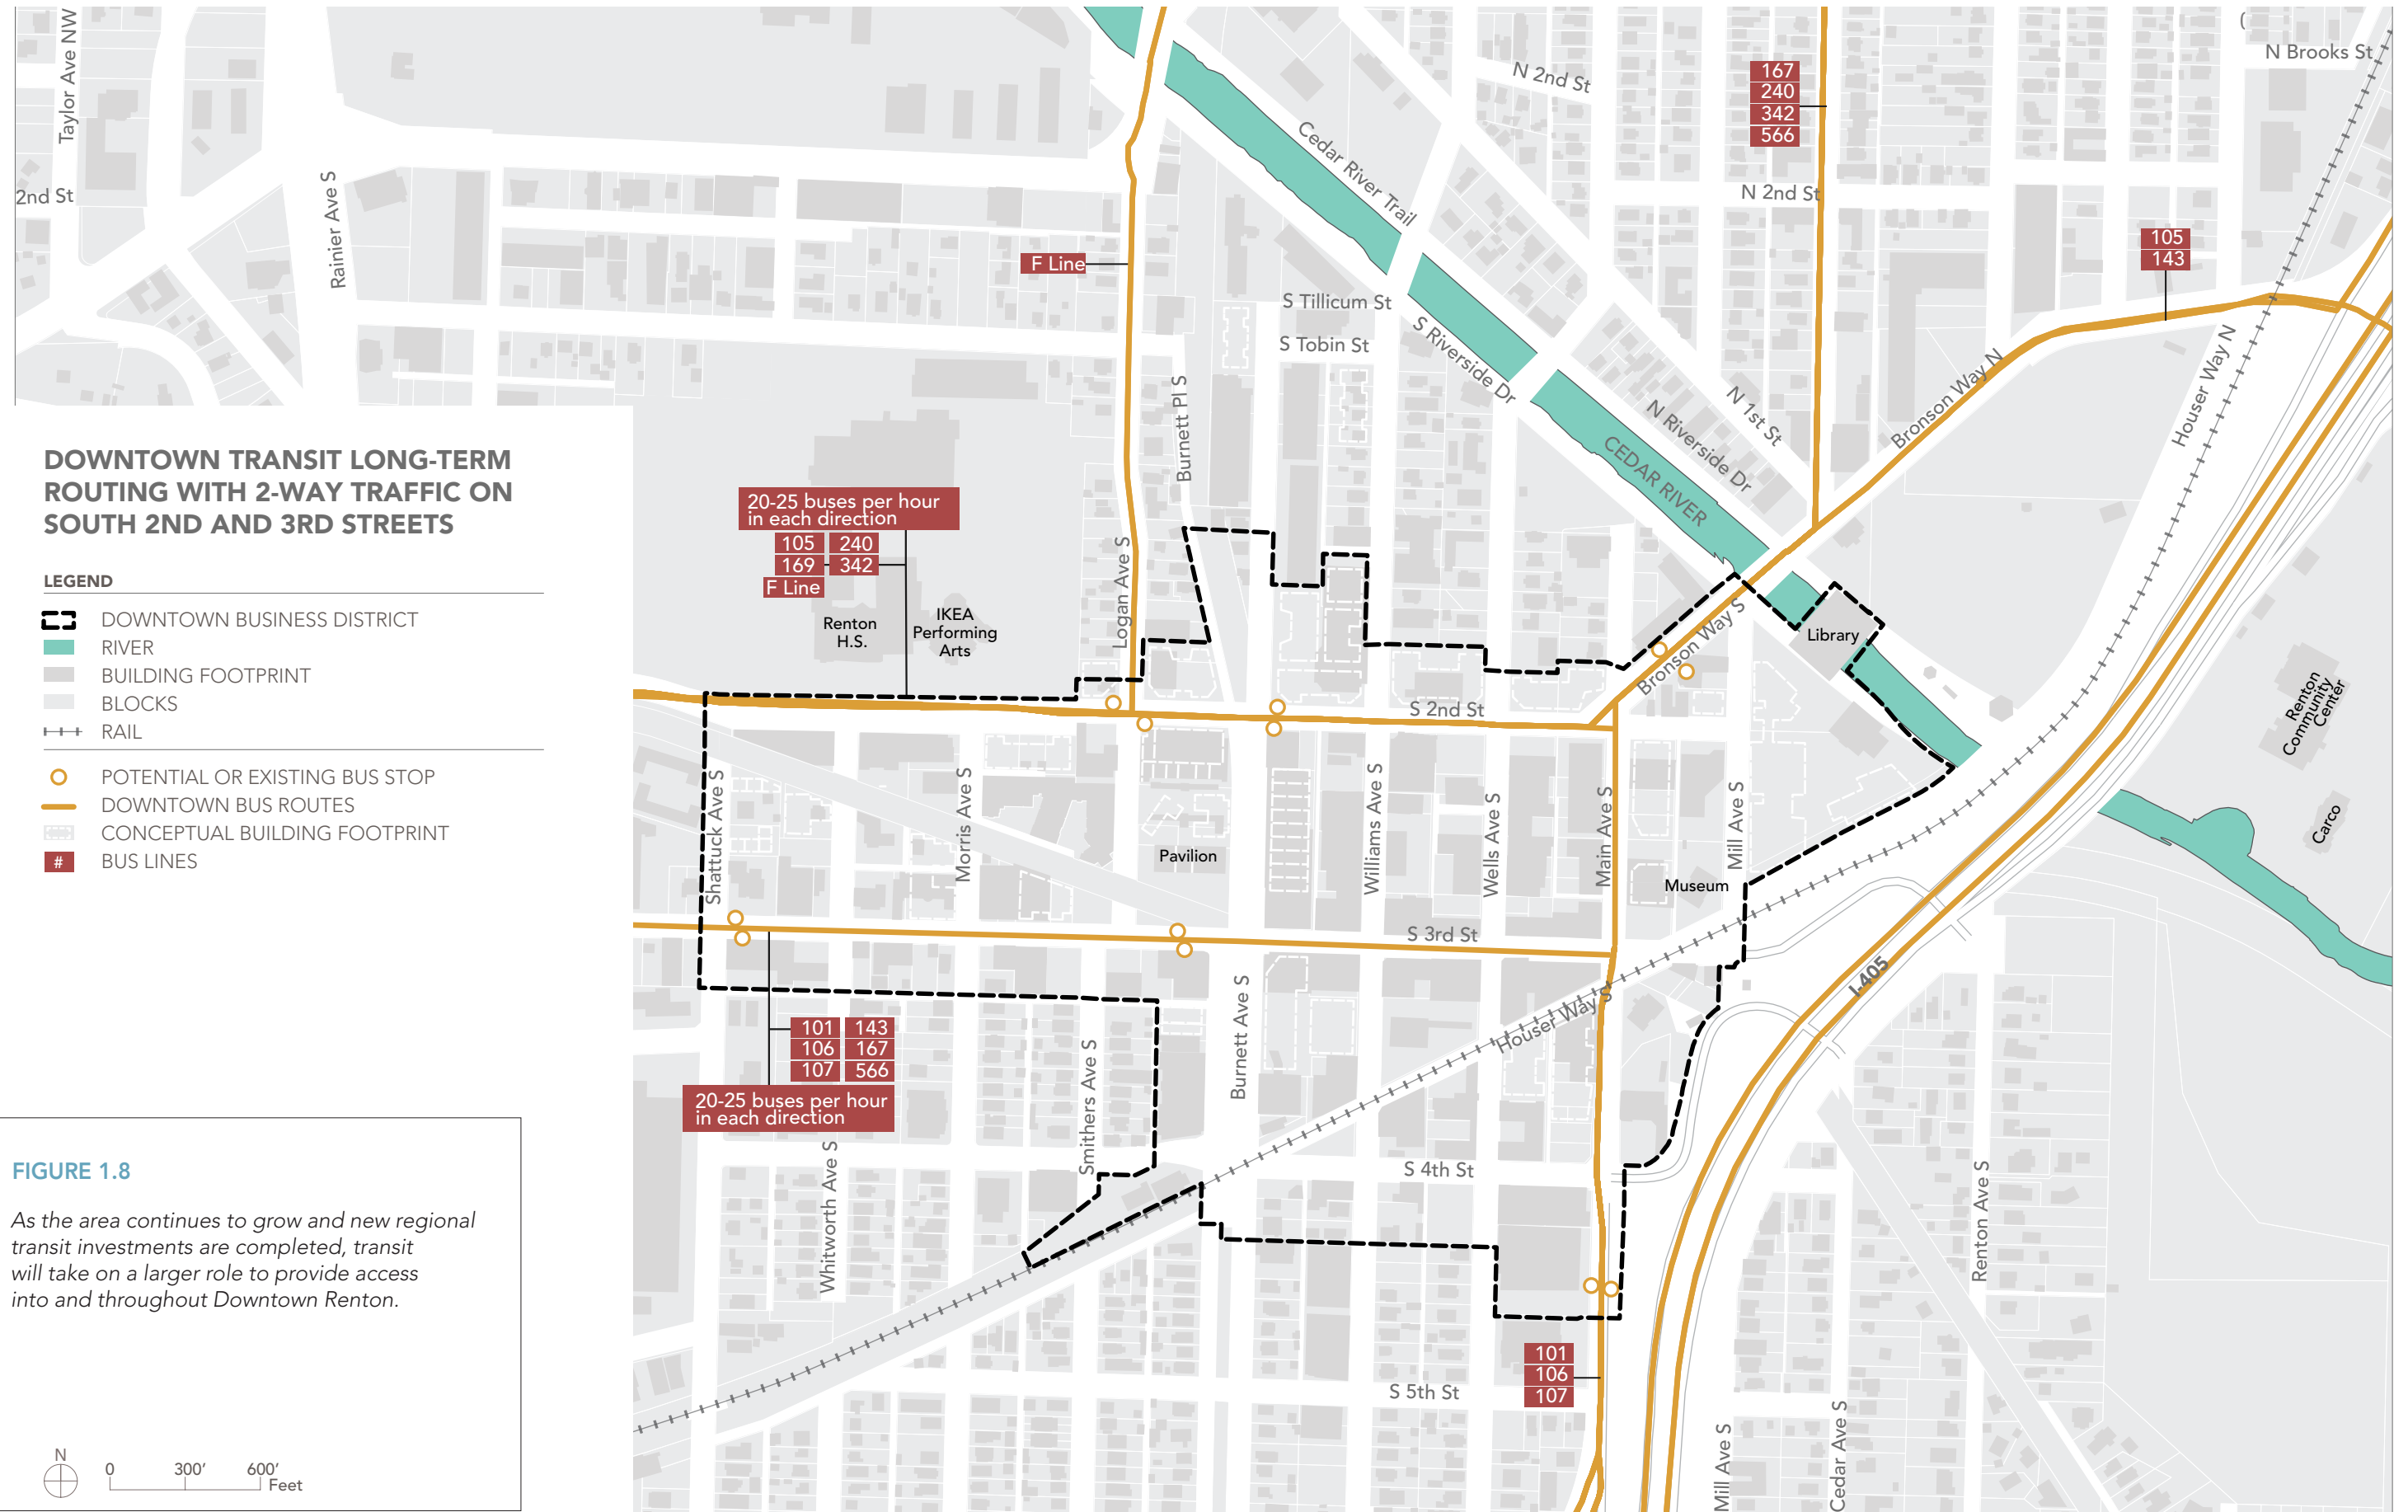 Taylor Ave NW
2nd St
Rainier Ave S
N 2nd St
N Brooks St
167
240
342
566
Cedar River Trail
N 2nd St
105
143
F Line
S Tillicum St
S Tobin St
S Riverside Dr
Burnett Pl S
N 1st St
N Riverside Dr
CEDAR RIVER
Bronson Way N
Houser Way N
DOWNTOWN TRANSIT LONG-TERM
ROUTING WITH 2-WAY TRAFFIC ON
SOUTH 2ND AND 3RD STREETS
LEGEND
DOWNTOWN BUSINESS DISTRICT
RIVER
BUILDING FOOTPRINT
BLOCKS
RAIL
POTENTIAL OR EXISTING BUS STOP
DOWNTOWN BUS ROUTES
CONCEPTUAL BUILDING FOOTPRINT
# BUS LINES
20-25 buses per hour
in each direction
105 240
169 342
F Line
Renton
H.S.
IKEA
Performing
Arts
Logan Ave S
Library
Bronson Way S
S 2nd St
Renton
Community
Center
Carco
Shattuck Ave S
Morris Ave S
Pavilion
Williams Ave S
Wells Ave S
Main Ave S
Mill Ave S
Museum
S 3rd St
I-405
Houser Way S
Burnett Ave S
Smithers Ave S
101 143
106 167
107 566
20-25 buses per hour
in each direction
Whitworth Ave S
S 4th St
Renton Ave S
101
106
107
S 5th St
Mill Ave S
Cedar Ave S
FIGURE 1.8
As the area continues to grow and new regional
transit investments are completed, transit
will take on a larger role to provide access
into and throughout Downtown Renton.
N
0 300' 600'
Feet